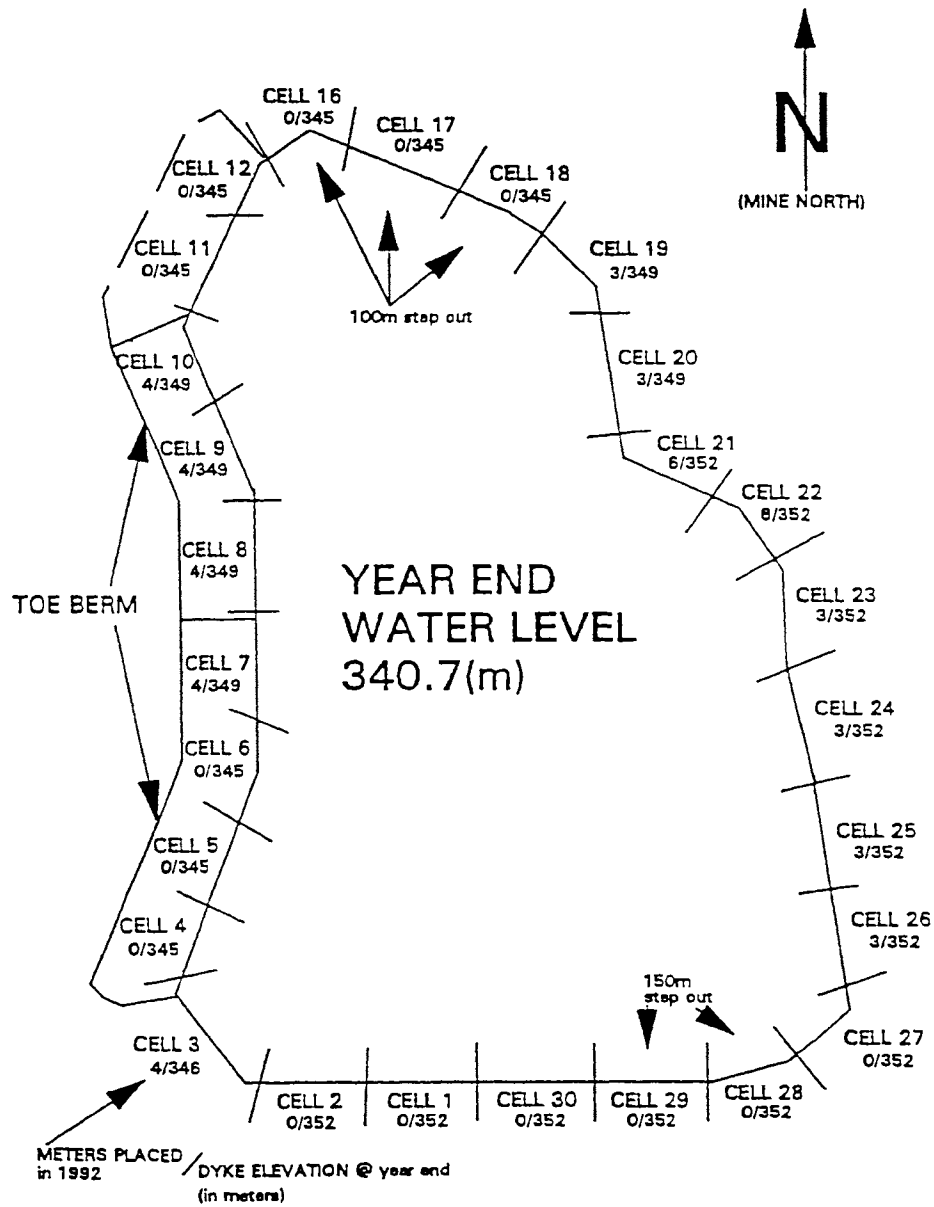 CELL 16
0/345
CELL 17
0/345
CELL 12
0/345
CELL 18
0/345
N
(MINE NORTH)
CELL 11
0/345
CELL 19
3/349
100m step out
CELL 10
4/349
CELL 20
3/349
CELL 9
4/349
CELL 21
6/352
CELL 22
8/352
CELL 8
4/349
TOE BERM
YEAR END
WATER LEVEL
340.7(m)
CELL 23
3/352
CELL 7
4/349
CELL 24
3/352
CELL 6
0/345
CELL 5
0/345
CELL 25
3/352
CELL 4
0/345
CELL 26
3/352
150m
step out
CELL 3
4/346
CELL 27
0/352
CELL 2
0/352
CELL 1
0/352
CELL 30
0/352
CELL 29
0/352
CELL 28
0/352
METERS PLACED
in 1992
/DYKE ELEVATION @ year end
(in meters)